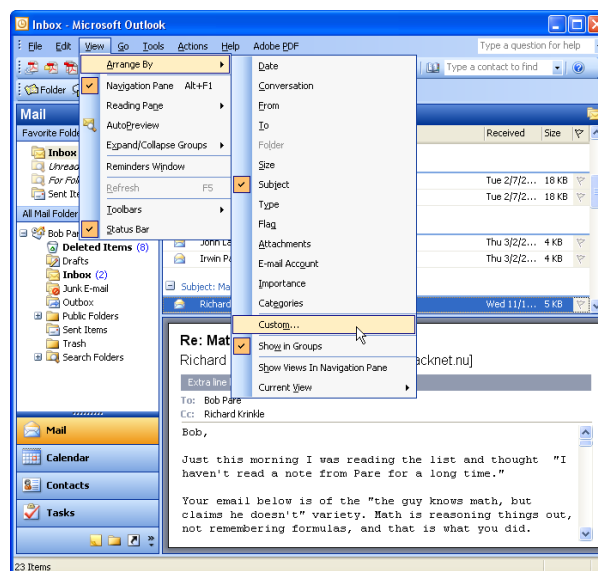 Inbox - Microsoft Outlook
File Edit View Go Tools Actions Help Adobe PDF
Type a question for help
Type a contact to find
Folder
Arrange By
Navigation Pane Alt+F1
Reading Pane
AutoPreview
Expand/Collapse Groups
Reminders Window
Refresh F5
Toolbars
Status Bar
Date
Conversation
From
To
Folder
Size
Subject
Type
Flag
Attachments
E-mail Account
Importance
Categories
Custom...
Show in Groups
Show Views In Navigation Pane
Current View
Mail
Favorite Folde
Inbox
Unread
For Fol
Sent Ite
All Mail Folder
Bob Par
Deleted Items (8)
Drafts
Inbox (2)
Junk E-mail
Outbox
Public Folders
Sent Items
Trash
Search Folders
Mail
Calendar
Contacts
Tasks
Received Size
Tue 2/7/2... 18 KB
Tue 2/7/2... 18 KB
John La
Thu 3/2/2... 4 KB
Irwin Pa
Thu 3/2/2... 4 KB
Subject: Ma
Richard
Wed 11/1... 5 KB
Re: Mat
Richard
acknet.nu]
Extra line
To: Bob Pare
Cc: Richard Krinkle
Bob,
Just this morning I was reading the list and thought "I
haven't read a note from Pare for a long time."
Your email below is of the "the guy knows math, but
claims he doesn't" variety. Math is reasoning things out,
not remembering formulas, and that is what you did.
23 Items